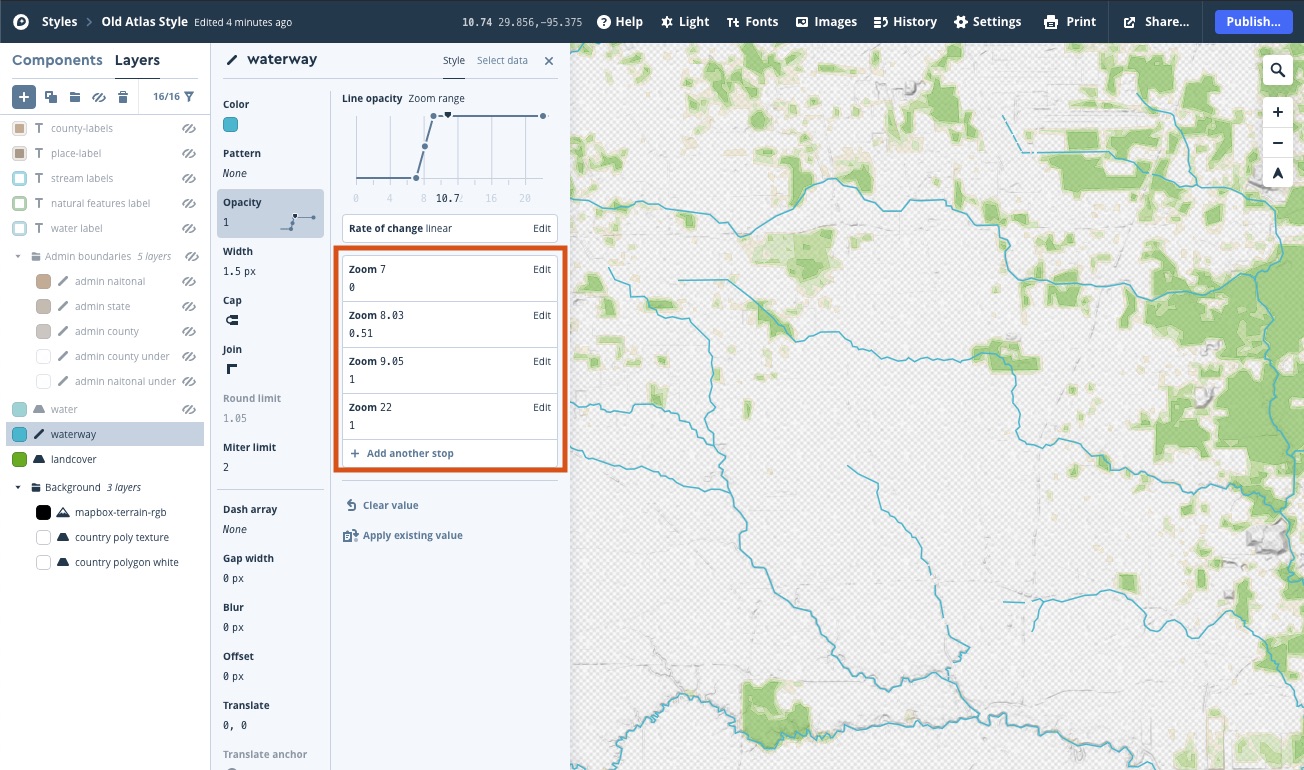 Styles Old Atlas Style Edited 4 minutes ago 10.74 29.856,-95.375 Help Light Fonts Images History Settings Print Share... Publish...
Components Layers
16/16
county-labels
place-label
stream labels
natural features label
water label
Admin boundaries 5 layers
admin naitonal
admin state
admin county
admin county under
admin naitonal under
water
waterway
landcover
Background 3 layers
mapbox-terrain-rgb
country poly texture
country polygon white
waterway Style Select data
Color
Pattern
None
Opacity
1
Width
1.5 px
Cap
Join
Round limit
1.05
Miter limit
2
Dash array
None
Gap width
0 px
Blur
0 px
Offset
0 px
Translate
0, 0
Translate anchor
Line opacity Zoom range
0 4 8 10.7 16 20
Rate of change linear Edit
Zoom 7 Edit
0
Zoom 8.03 Edit
0.51
Zoom 9.05 Edit
1
Zoom 22 Edit
1
+ Add another stop
Clear value
Apply existing value